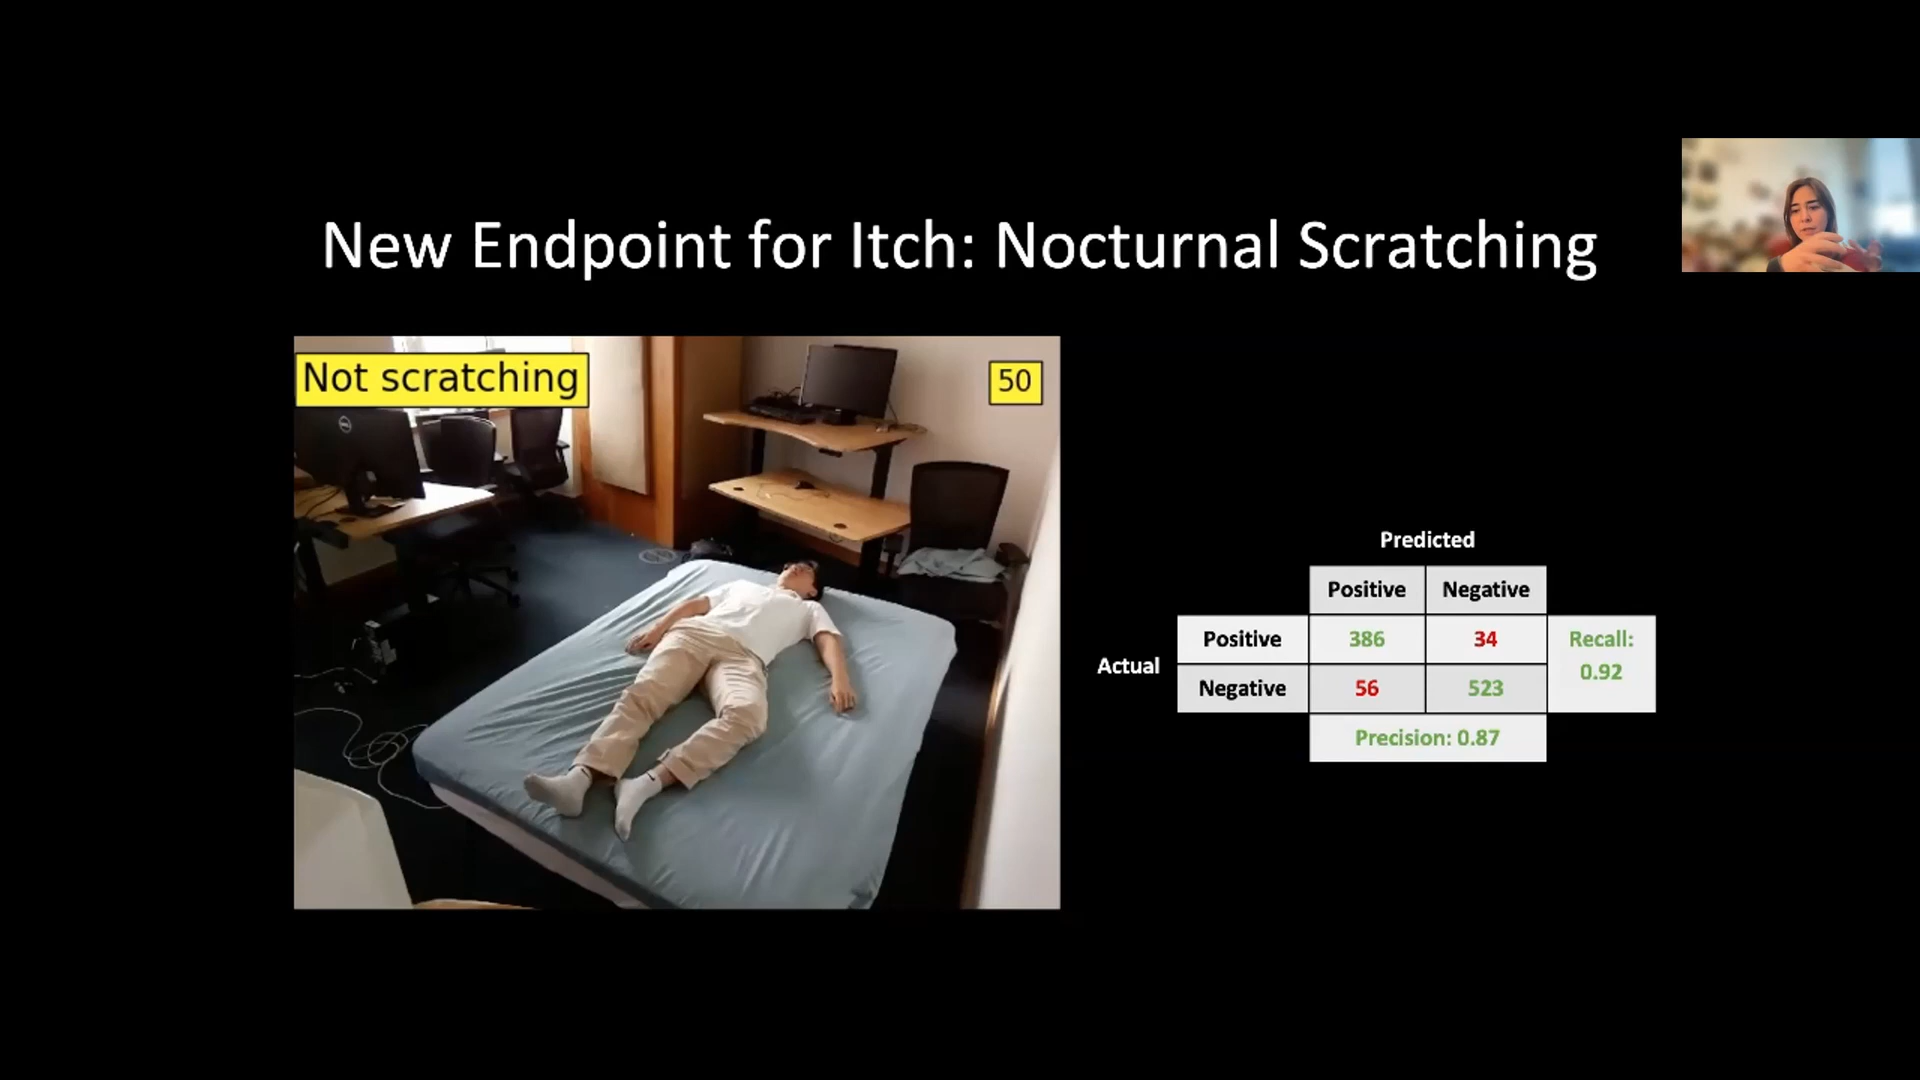 New Endpoint for Itch: Nocturnal Scratching
Not scratching
50
Predicted
Positive Negative
Actual
Positive 386 34
Recall:
0.92
Negative 56 523
Precision: 0.87